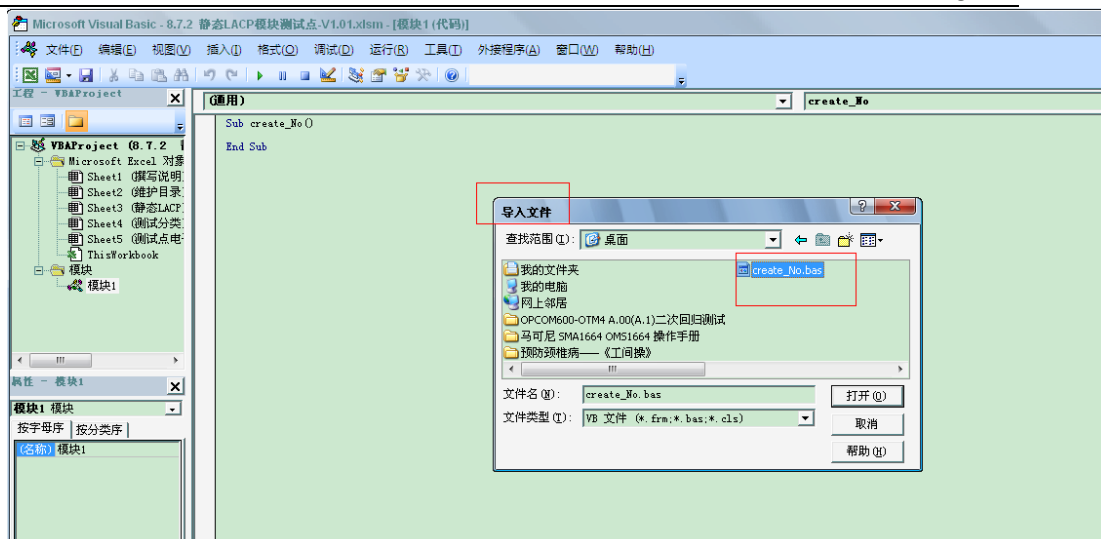 Microsoft Visual Basic - 8.7.2 静态LACP模块测试点-V1.01.xlsm - [模块1 (代码)]
文件(F) 编辑(E) 视图(V) 插入(I) 格式(O) 调试(D) 运行(R) 工具(T) 外接程序(A) 窗口(W) 帮助(H)
工程 - VBAProject
(通用)
create_No
Sub create_No()
End Sub
VBAProject (8.7.2
Microsoft Excel 对象
Sheet1 (撰写说明
Sheet2 (维护目录
Sheet3 (静态LACP
Sheet4 (测试分类
Sheet5 (测试点电
ThisWorkbook
模块
模块1
属性 - 模块1
模块1 模块
按字母序 按分类序
(名称) 模块1
导入文件
查找范围(I): 桌面
我的文件夹
create_No.bas
我的电脑
网上邻居
OPCOM600-OTM4 A.00(A.1)二次回归测试
马可尼 SMA1664 OMS1664 操作手册
预防颈椎病——《工间操》
文件名(N): create_No.bas
打开(O)
文件类型(T): VB 文件 (*.frm;*.bas;*.cls)
取消
帮助(H)